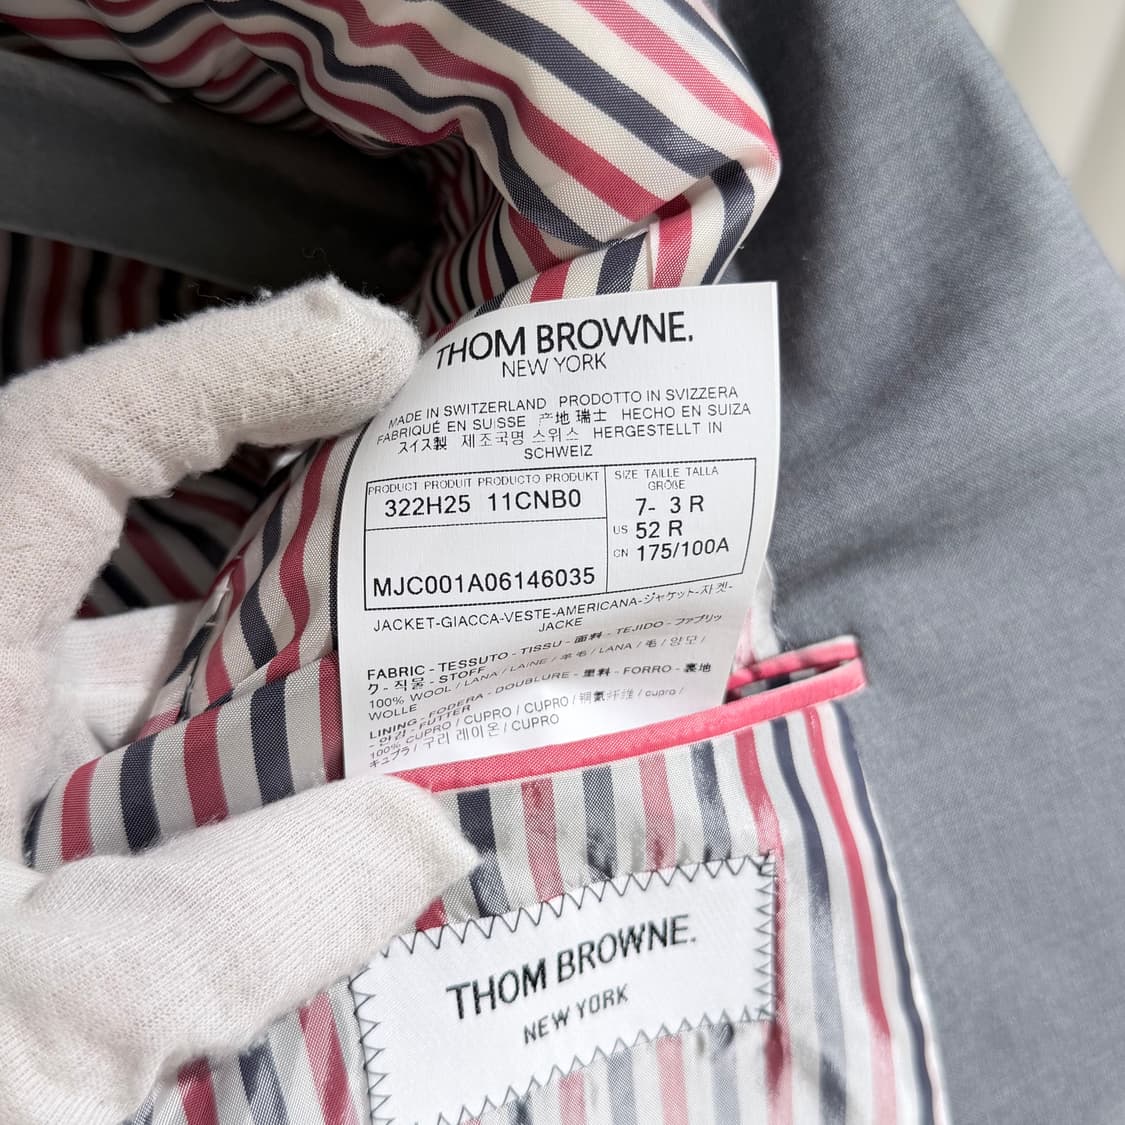 THOM BROWNE.
NEW YORK
MADE IN SWITZERLAND PRODOTTO IN SVIZZERA
FABRIQUÉ EN SUISSE 产地 瑞士 HECHO EN SUIZA
スイス製 제조국명 스위스 HERGESTELLT IN
SCHWEIZ
PRODUCT PRODUIT PRODUCTO PRODUKT
322H25 11CNB0
MJC001A06146035
SIZE TAILLE TALLA
GRÖßE
7- 3 R
US 52 R
CN 175/100A
JACKET-GIACCA-VESTE-AMERICANA-ジャケット-자켓-
JACKE
FABRIC - TESSUTO - TISSU - 面料 - TEJIDO - ファブリッ
ク - 직물 - STOFF
100% WOOL / LANA / LAINE / 羊毛 / LANA / 毛 / 양모 /
WOLLE
LINING - FODERA - DOUBLURE - 里料 - FORRO - 裏地
- 안감 - FUTTER
100% CUPRO / CUPRO / CUPRO / 铜氨纤维 / cupro /
キュプラ / 구리 레이온 / CUPRO
THOM BROWNE.
NEW YORK